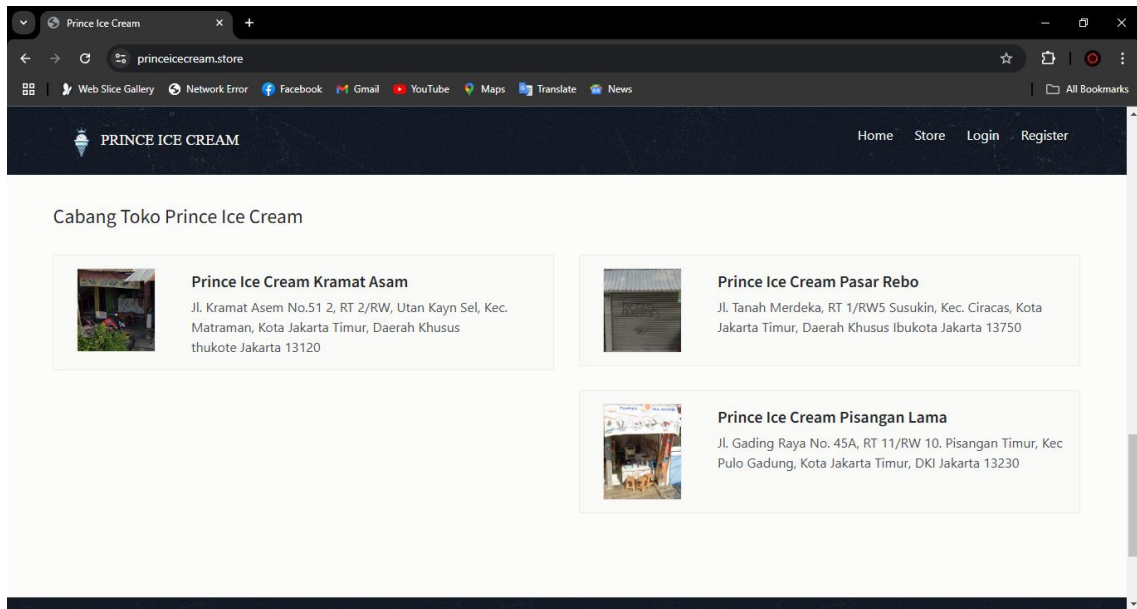 Prince Ice Cream
princeicecream.store
Web Slice Gallery Network Error Facebook Gmail YouTube Maps Translate News All Bookmarks
PRINCE ICE CREAM
Home Store Login Register
Cabang Toko Prince Ice Cream
Prince Ice Cream Kramat Asam
Jl. Kramat Asem No.51 2, RT 2/RW, Utan Kayn Sel, Kec.
Matraman, Kota Jakarta Timur, Daerah Khusus
thukote Jakarta 13120
Prince Ice Cream Pasar Rebo
Jl. Tanah Merdeka, RT 1/RW5 Susukin, Kec. Ciracas, Kota
Jakarta Timur, Daerah Khusus Ibukota Jakarta 13750
Prince Ice Cream Pisangan Lama
Jl. Gading Raya No. 45A, RT 11/RW 10. Pisangan Timur, Kec
Pulo Gadung, Kota Jakarta Timur, DKI Jakarta 13230